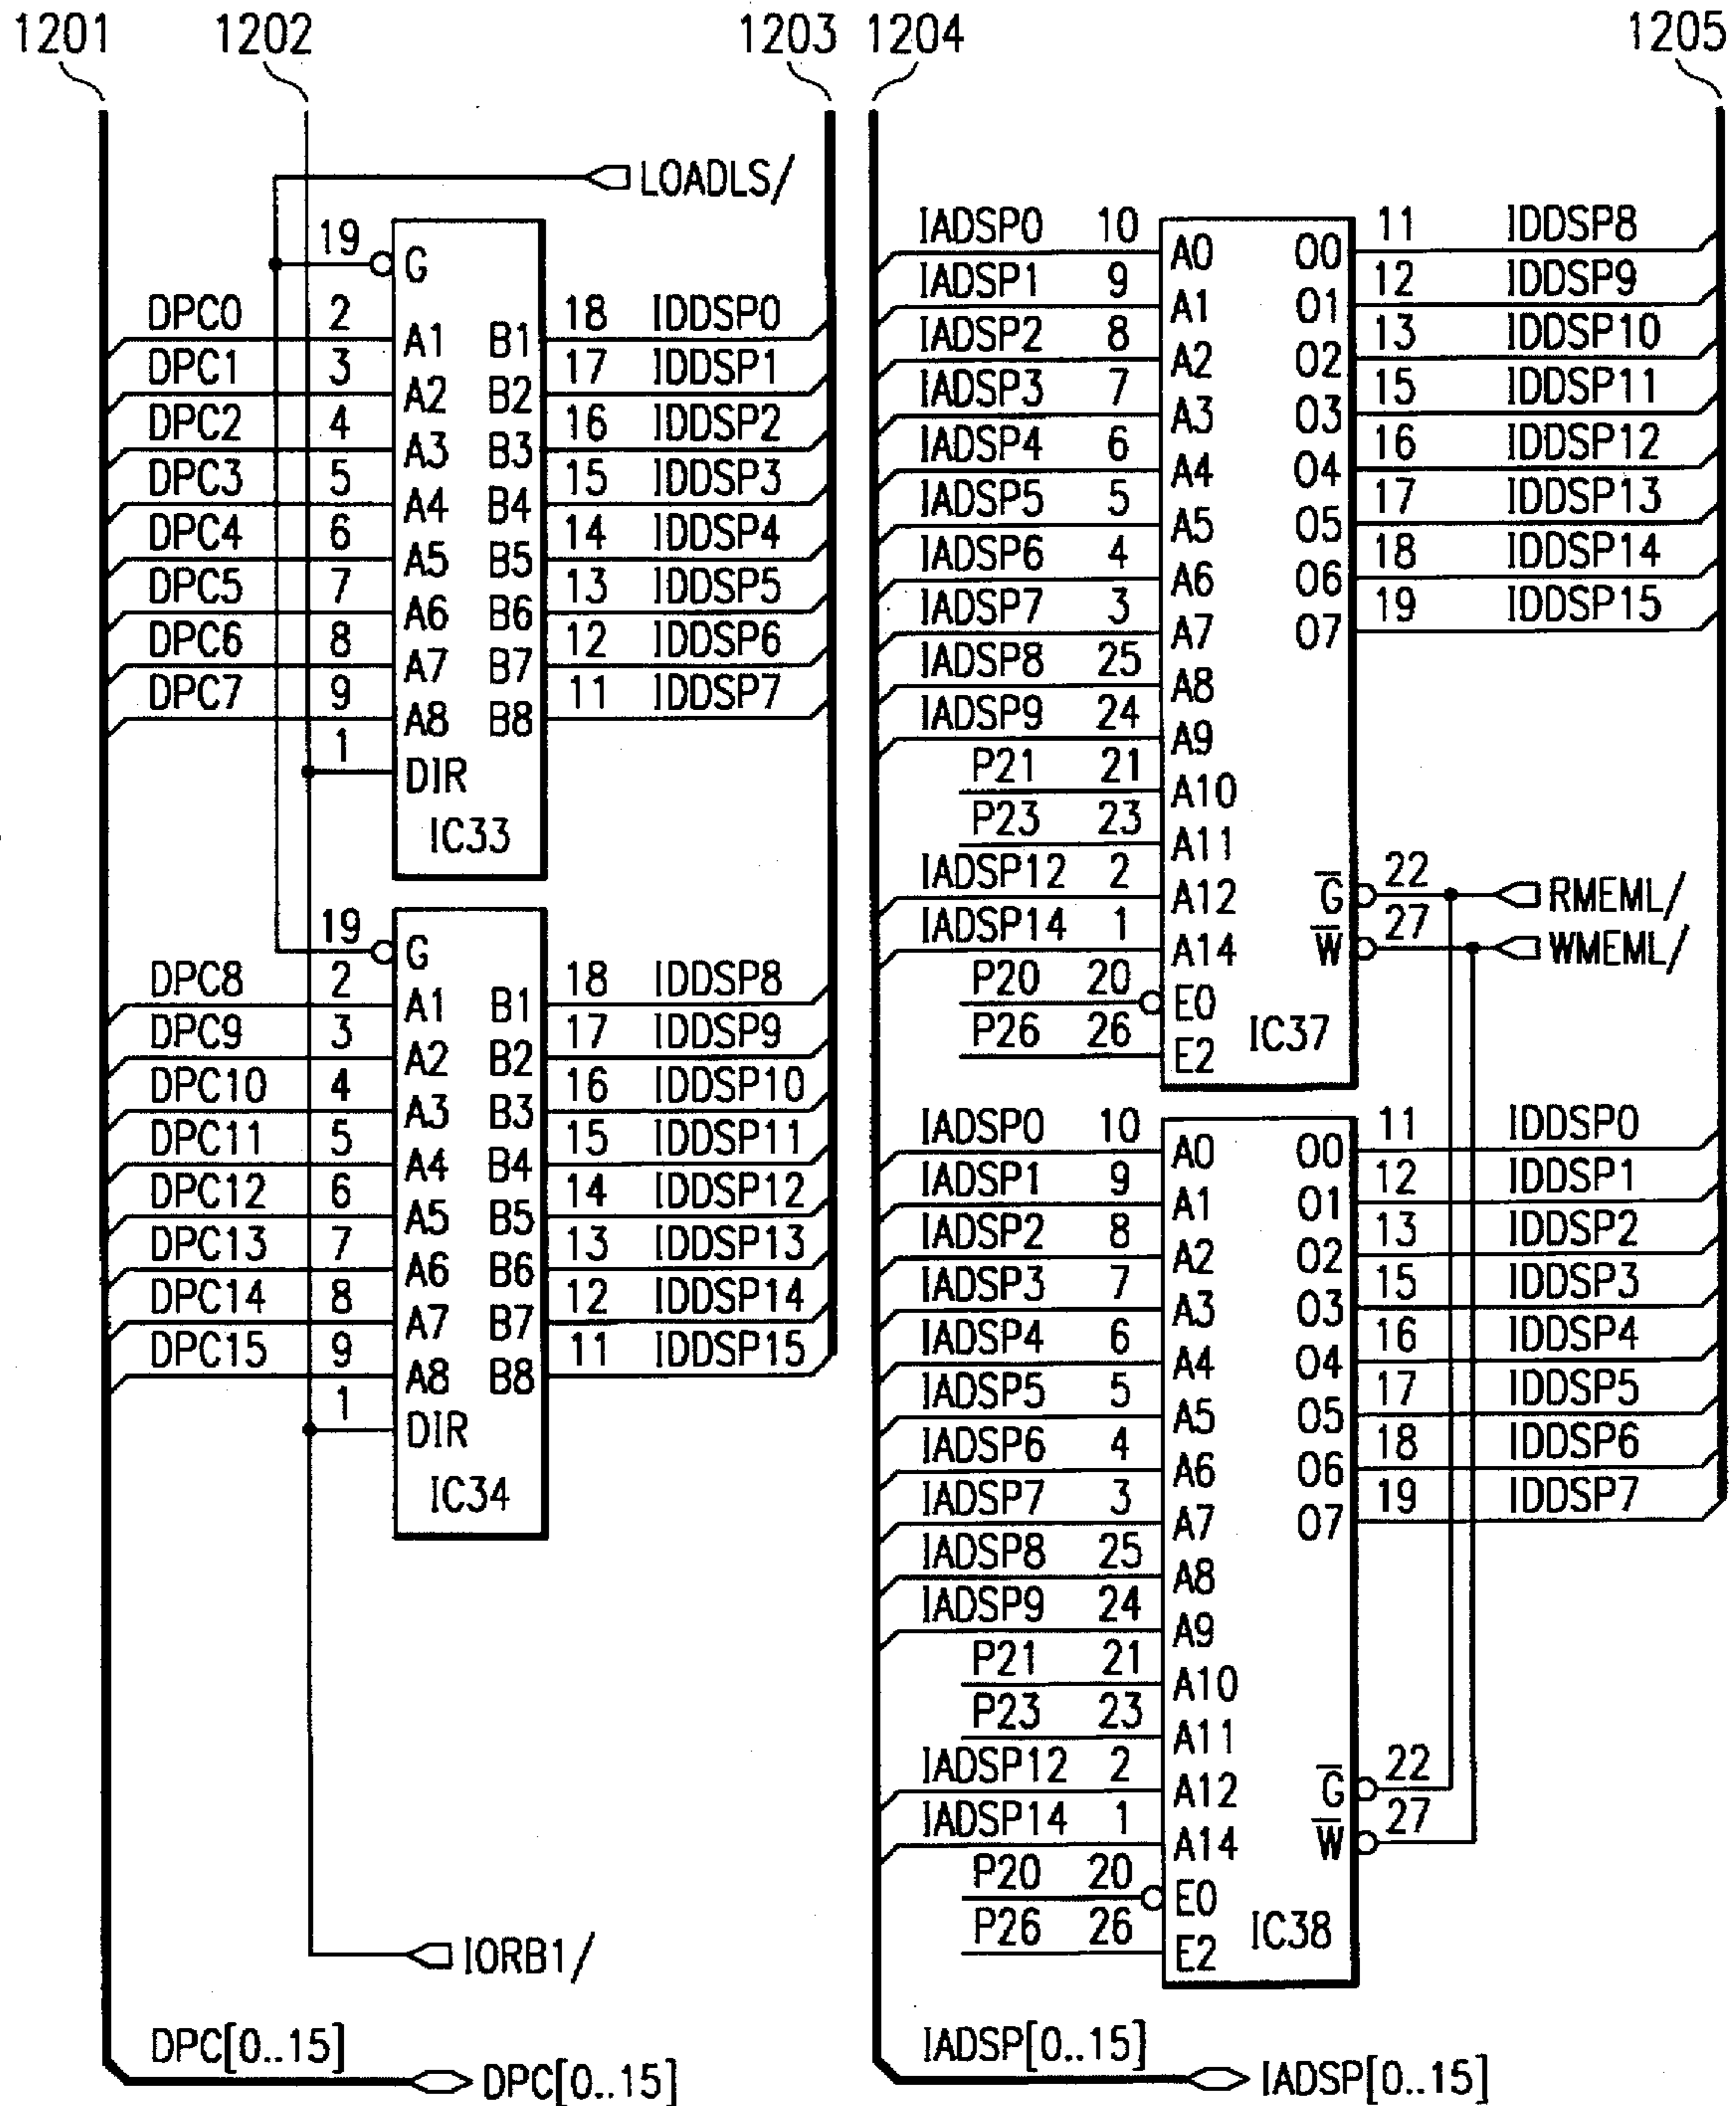 1201 1202 1203 1204 1205
LOADLS/
19 G
DPC0 2 A1 B1 18 IDDSP0
DPC1 3 A2 B2 17 IDDSP1
DPC2 4 A3 B3 16 IDDSP2
DPC3 5 A4 B4 15 IDDSP3
DPC4 6 A5 B5 14 IDDSP4
DPC5 7 A6 B6 13 IDDSP5
DPC6 8 A7 B7 12 IDDSP6
DPC7 9 A8 B8 11 IDDSP7
1 DIR
IC33
19 G
DPC8 2 A1 B1 18 IDDSP8
DPC9 3 A2 B2 17 IDDSP9
DPC10 4 A3 B3 16 IDDSP10
DPC11 5 A4 B4 15 IDDSP11
DPC12 6 A5 B5 14 IDDSP12
DPC13 7 A6 B6 13 IDDSP13
DPC14 8 A7 B7 12 IDDSP14
DPC15 9 A8 B8 11 IDDSP15
1 DIR
IC34
IORB1/
DPC[0..15]
DPC[0..15]
IADSP0 10 A0 O0 11 IDDSP8
IADSP1 9 A1 O1 12 IDDSP9
IADSP2 8 A2 O2 13 IDDSP10
IADSP3 7 A3 O3 15 IDDSP11
IADSP4 6 A4 O4 16 IDDSP12
IADSP5 5 A5 O5 17 IDDSP13
IADSP6 4 A6 O6 18 IDDSP14
IADSP7 3 A7 O7 19 IDDSP15
IADSP8 25 A8
IADSP9 24 A9
P21 21 A10
P23 23 A11
IADSP12 2 A12 G̅ 22 RMEML/
IADSP14 1 A14 W̅ 27 WMEML/
P20 20 E0
P26 26 E2
IC37
IADSP0 10 A0 O0 11 IDDSP0
IADSP1 9 A1 O1 12 IDDSP1
IADSP2 8 A2 O2 13 IDDSP2
IADSP3 7 A3 O3 15 IDDSP3
IADSP4 6 A4 O4 16 IDDSP4
IADSP5 5 A5 O5 17 IDDSP5
IADSP6 4 A6 O6 18 IDDSP6
IADSP7 3 A7 O7 19 IDDSP7
IADSP8 25 A8
IADSP9 24 A9
P21 21 A10
P23 23 A11
IADSP12 2 A12 G̅ 22
IADSP14 1 A14 W̅ 27
P20 20 E0
P26 26 E2
IC38
IADSP[0..15]
IADSP[0..15]